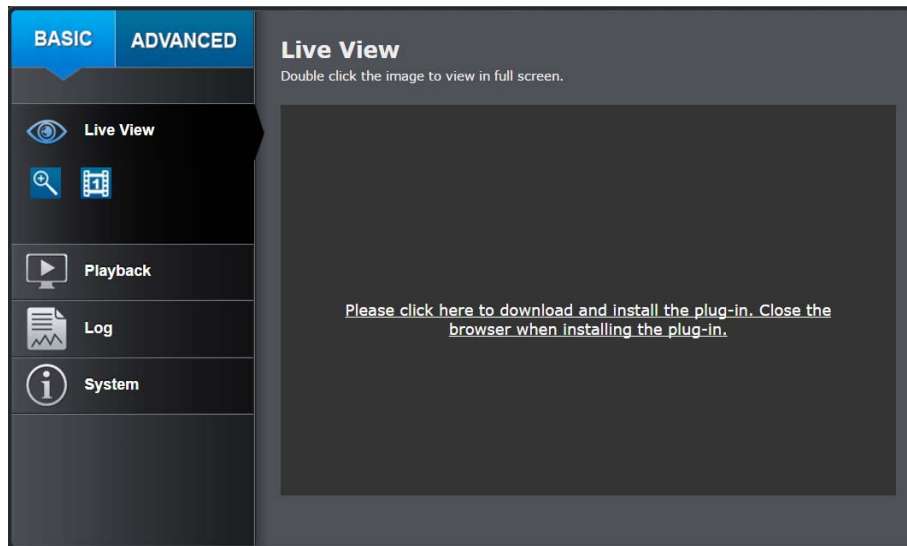 BASIC
ADVANCED
Live View
Double click the image to view in full screen.
Live View
1
Playback
Log
System
Please click here to download and install the plug-in. Close the
browser when installing the plug-in.